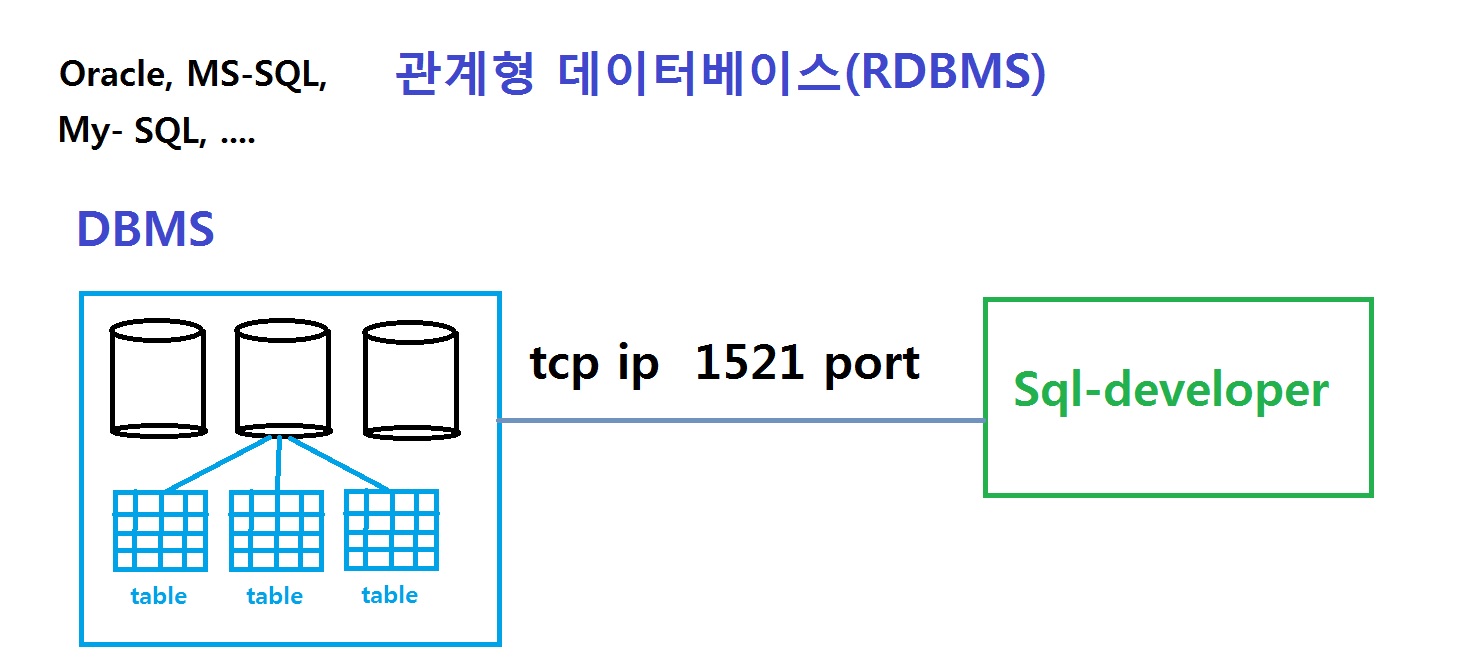 Oracle, MS-SQL,
My- SQL, ....
관계형 데이터베이스(RDBMS)
DBMS
tcp ip 1521 port
Sql-developer
table
table
table